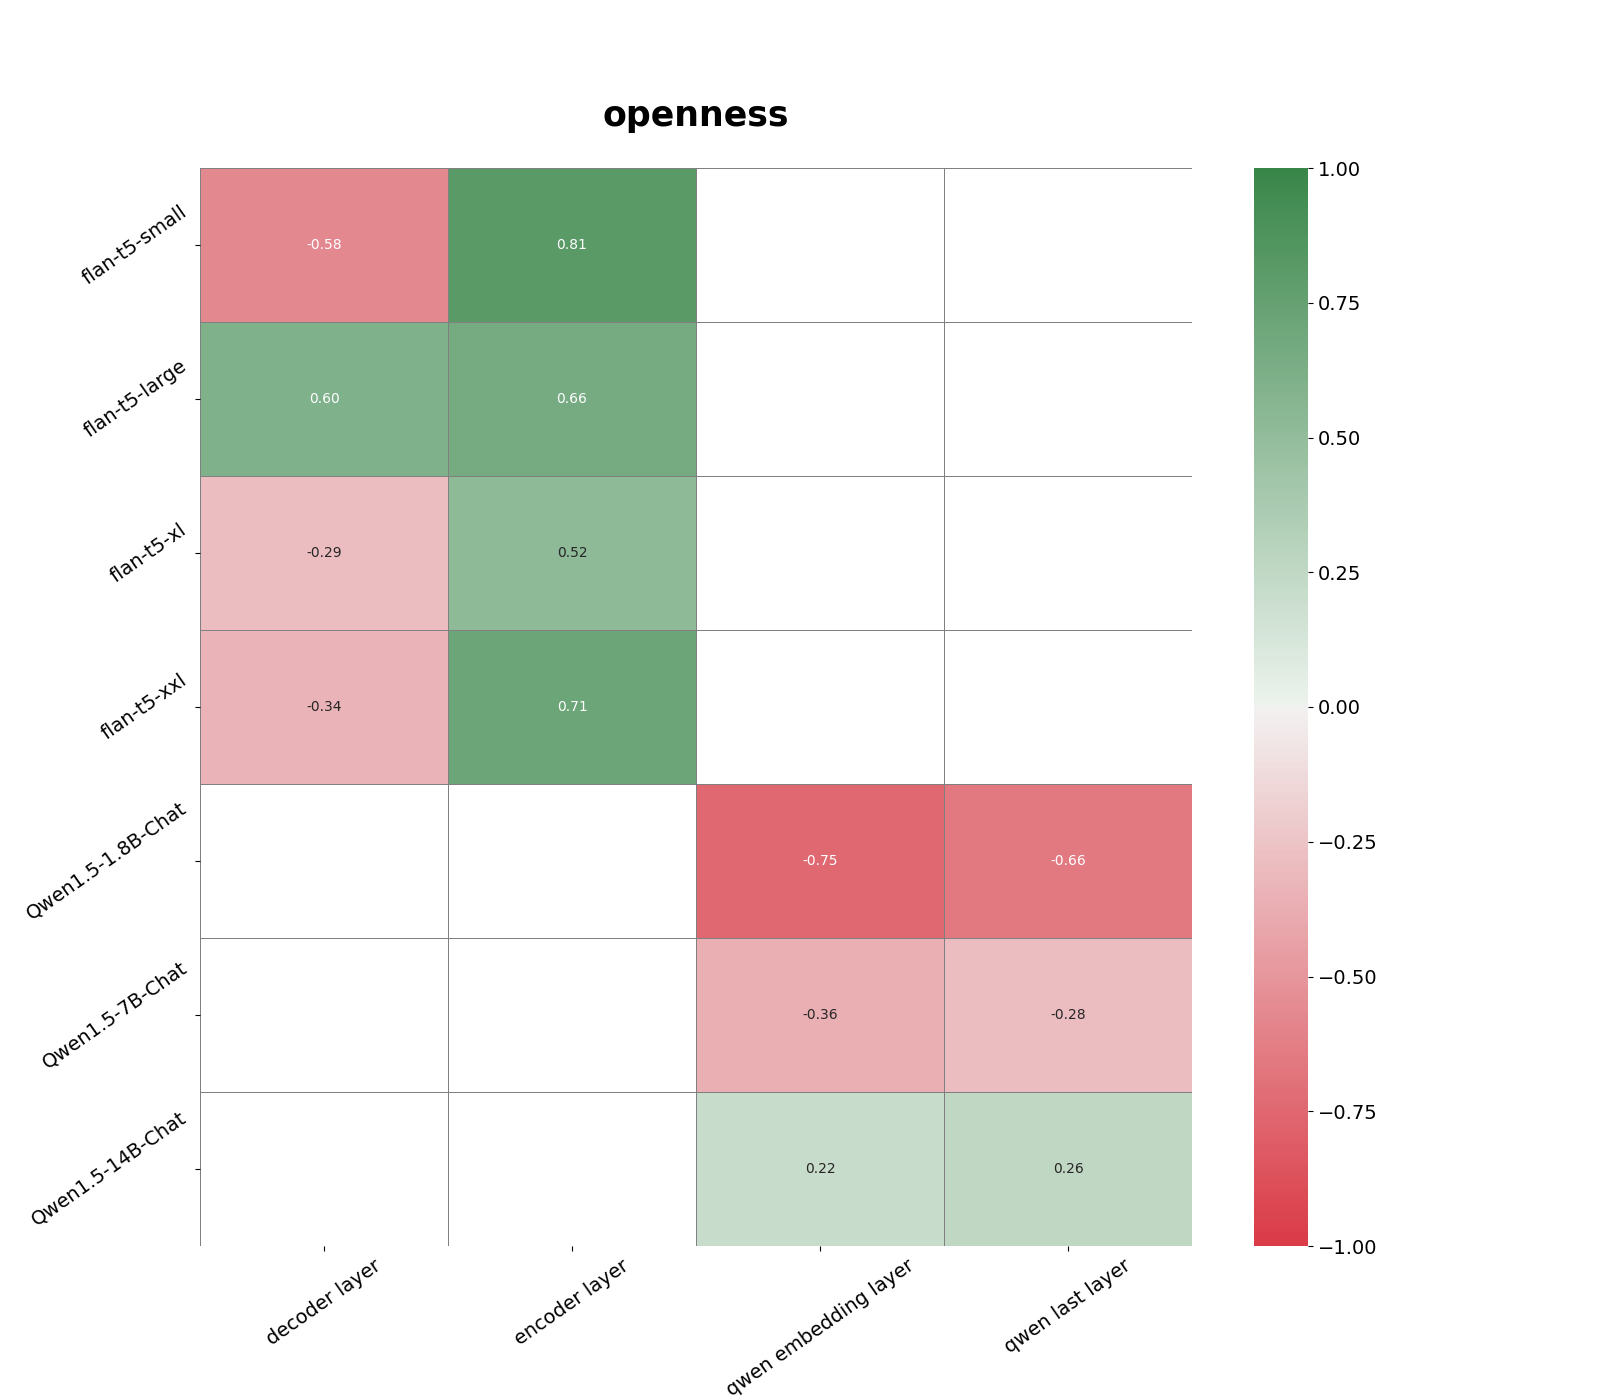 openness
flan-t5-small
-0.58
0.81
flan-t5-large
0.60
0.66
flan-t5-xl
-0.29
0.52
flan-t5-xxl
-0.34
0.71
Qwen1.5-1.8B-Chat
-0.75
-0.66
Qwen1.5-7B-Chat
-0.36
-0.28
Qwen1.5-14B-Chat
0.22
0.26
decoder layer
encoder layer
qwen embedding layer
qwen last layer
1.00
0.75
0.50
0.25
0.00
−0.25
−0.50
−0.75
−1.00